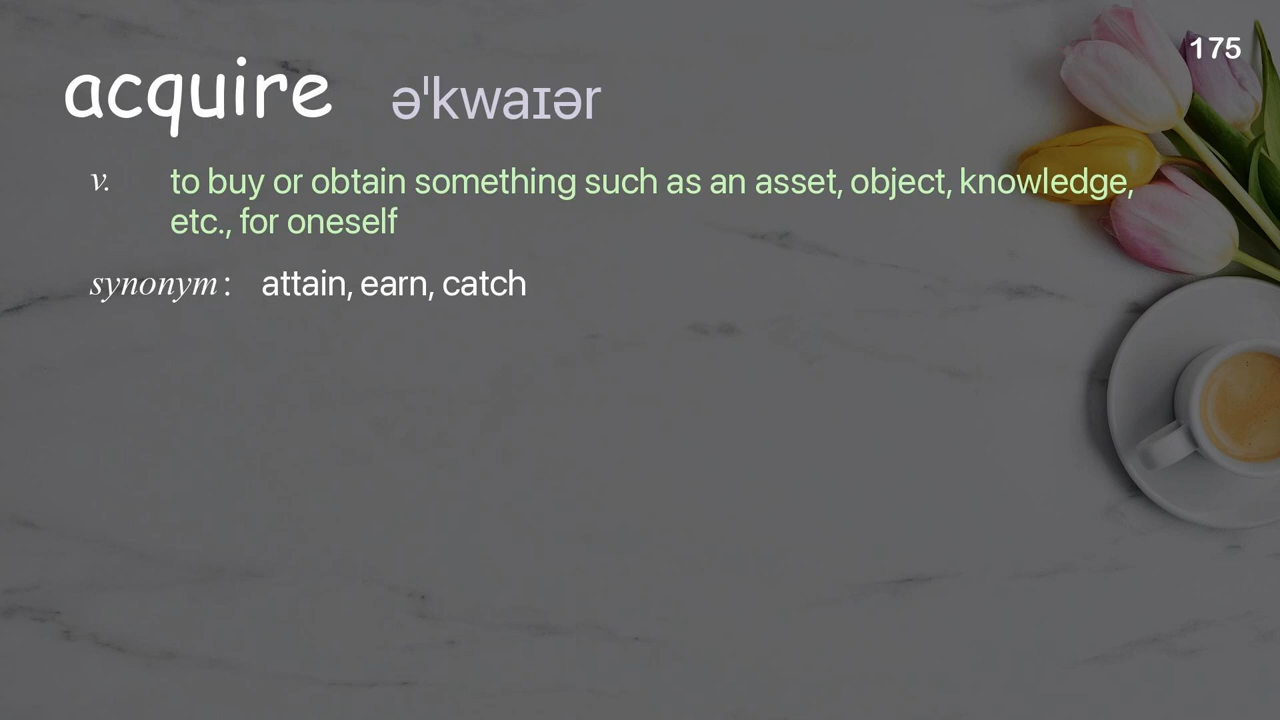 175
acquire əˈkwaɪər
v. to buy or obtain something such as an asset, object, knowledge,
etc., for oneself
synonym: attain, earn, catch